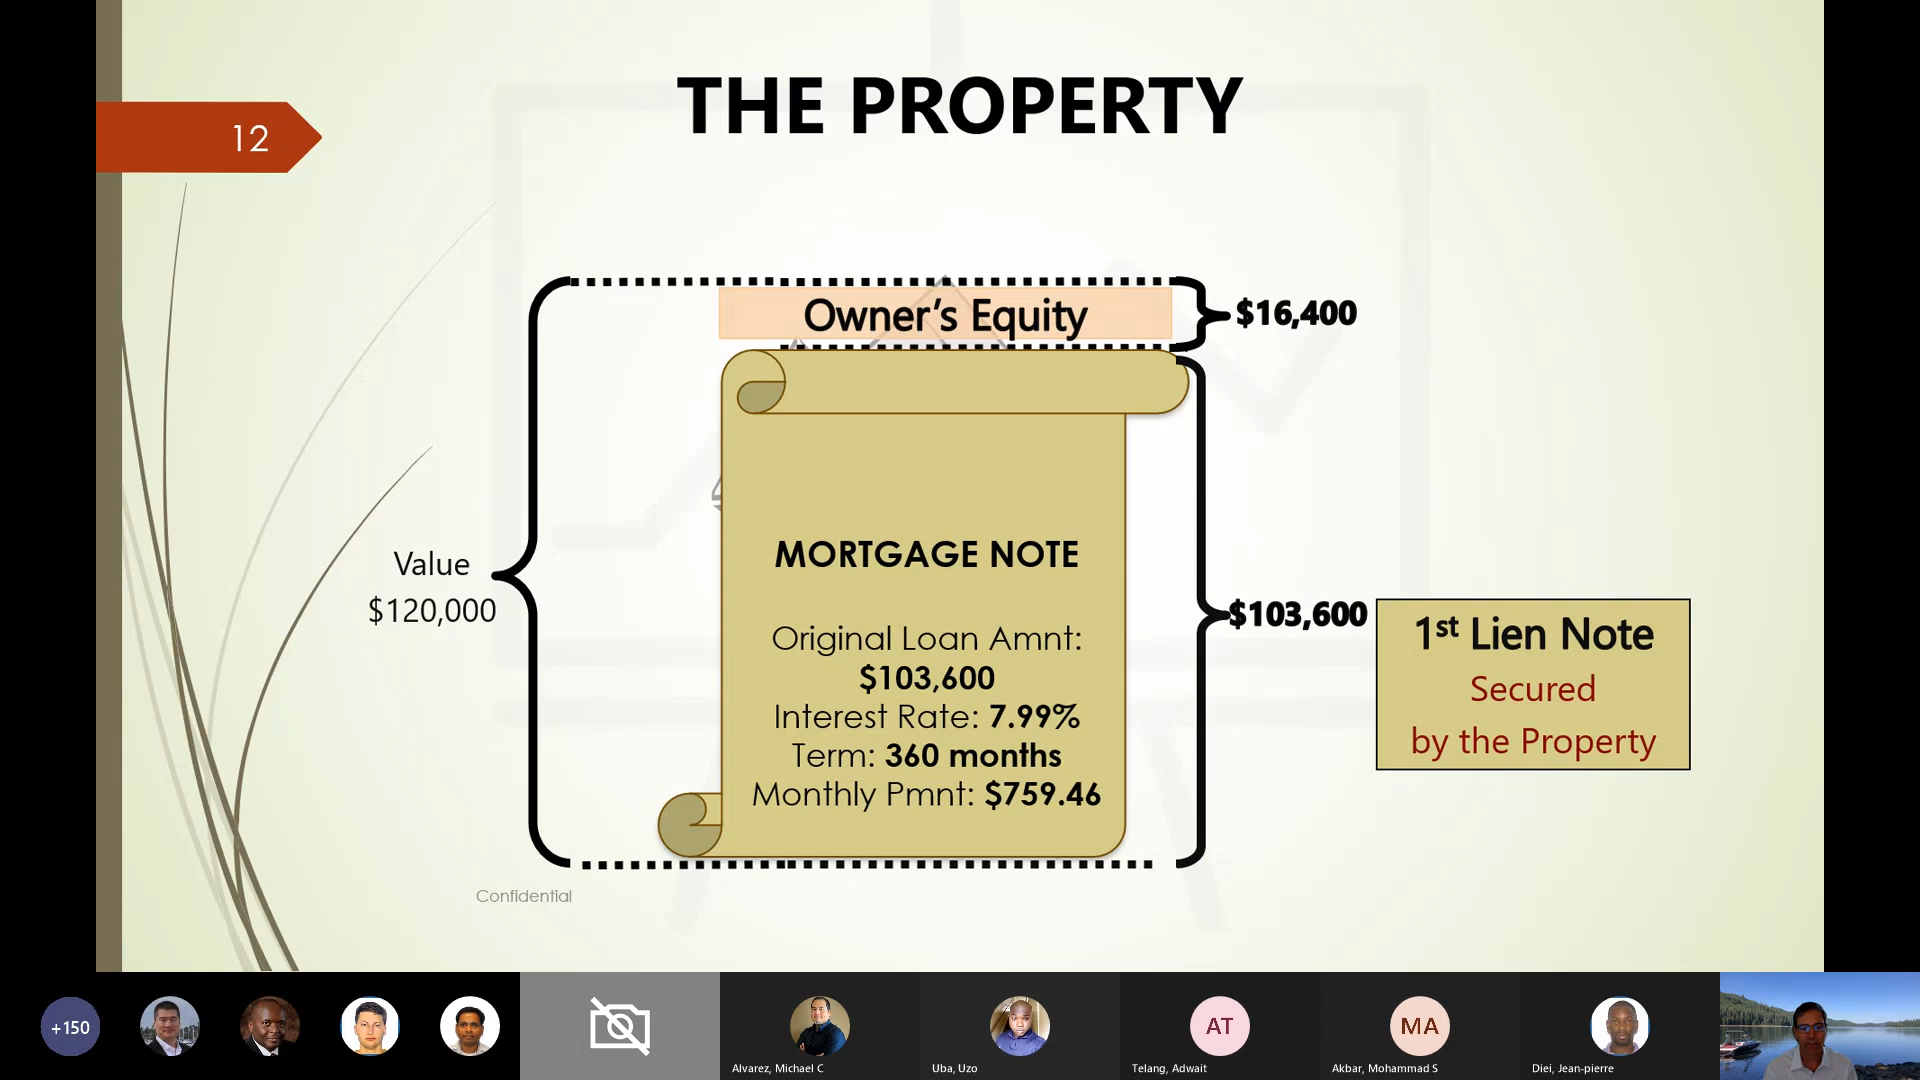 THE PROPERTY
12
Owner’s Equity
$16,400
MORTGAGE NOTE
Value
$120,000
Original Loan Amnt:
$103,600
Interest Rate: 7.99%
Term: 360 months
Monthly Pmnt: $759.46
$103,600
1st Lien Note
Secured
by the Property
Confidential
+150
AT
MA
Alvarez, Michael C
Uba, Uzo
Telang, Adwait
Akbar, Mohammad S
Diei, Jean-pierre